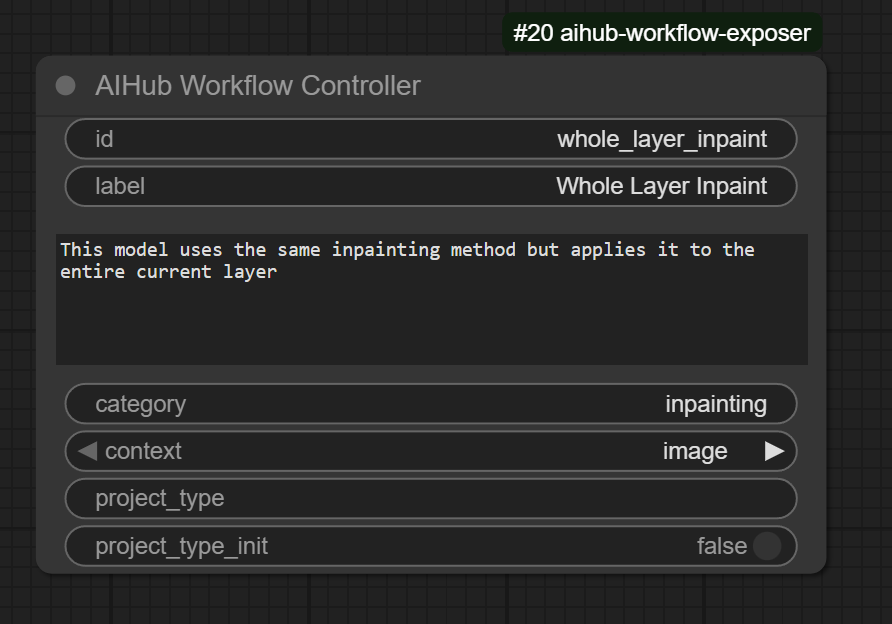 #20 aihub-workflow-exposer
AIHub Workflow Controller
id whole_layer_inpaint
label Whole Layer Inpaint
This model uses the same inpainting method but applies it to the
entire current layer
category inpainting
context image
project_type
project_type_init false